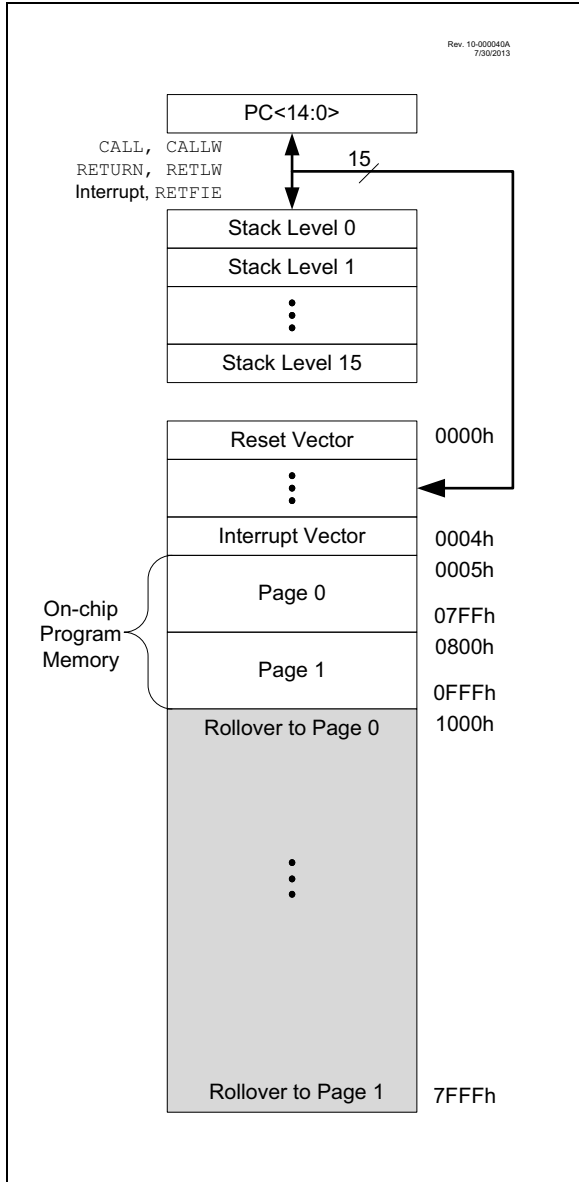 Rev. 10-000040A
7/30/2013
PC<14:0>
CALL, CALLW
RETURN, RETLW
Interrupt, RETFIE
15
Stack Level 0
Stack Level 1
Stack Level 15
Reset Vector
0000h
Interrupt Vector
0004h
0005h
Page 0
On-chip
Program
Memory
07FFh
0800h
Page 1
0FFFh
Rollover to Page 0
1000h
Rollover to Page 1
7FFFh